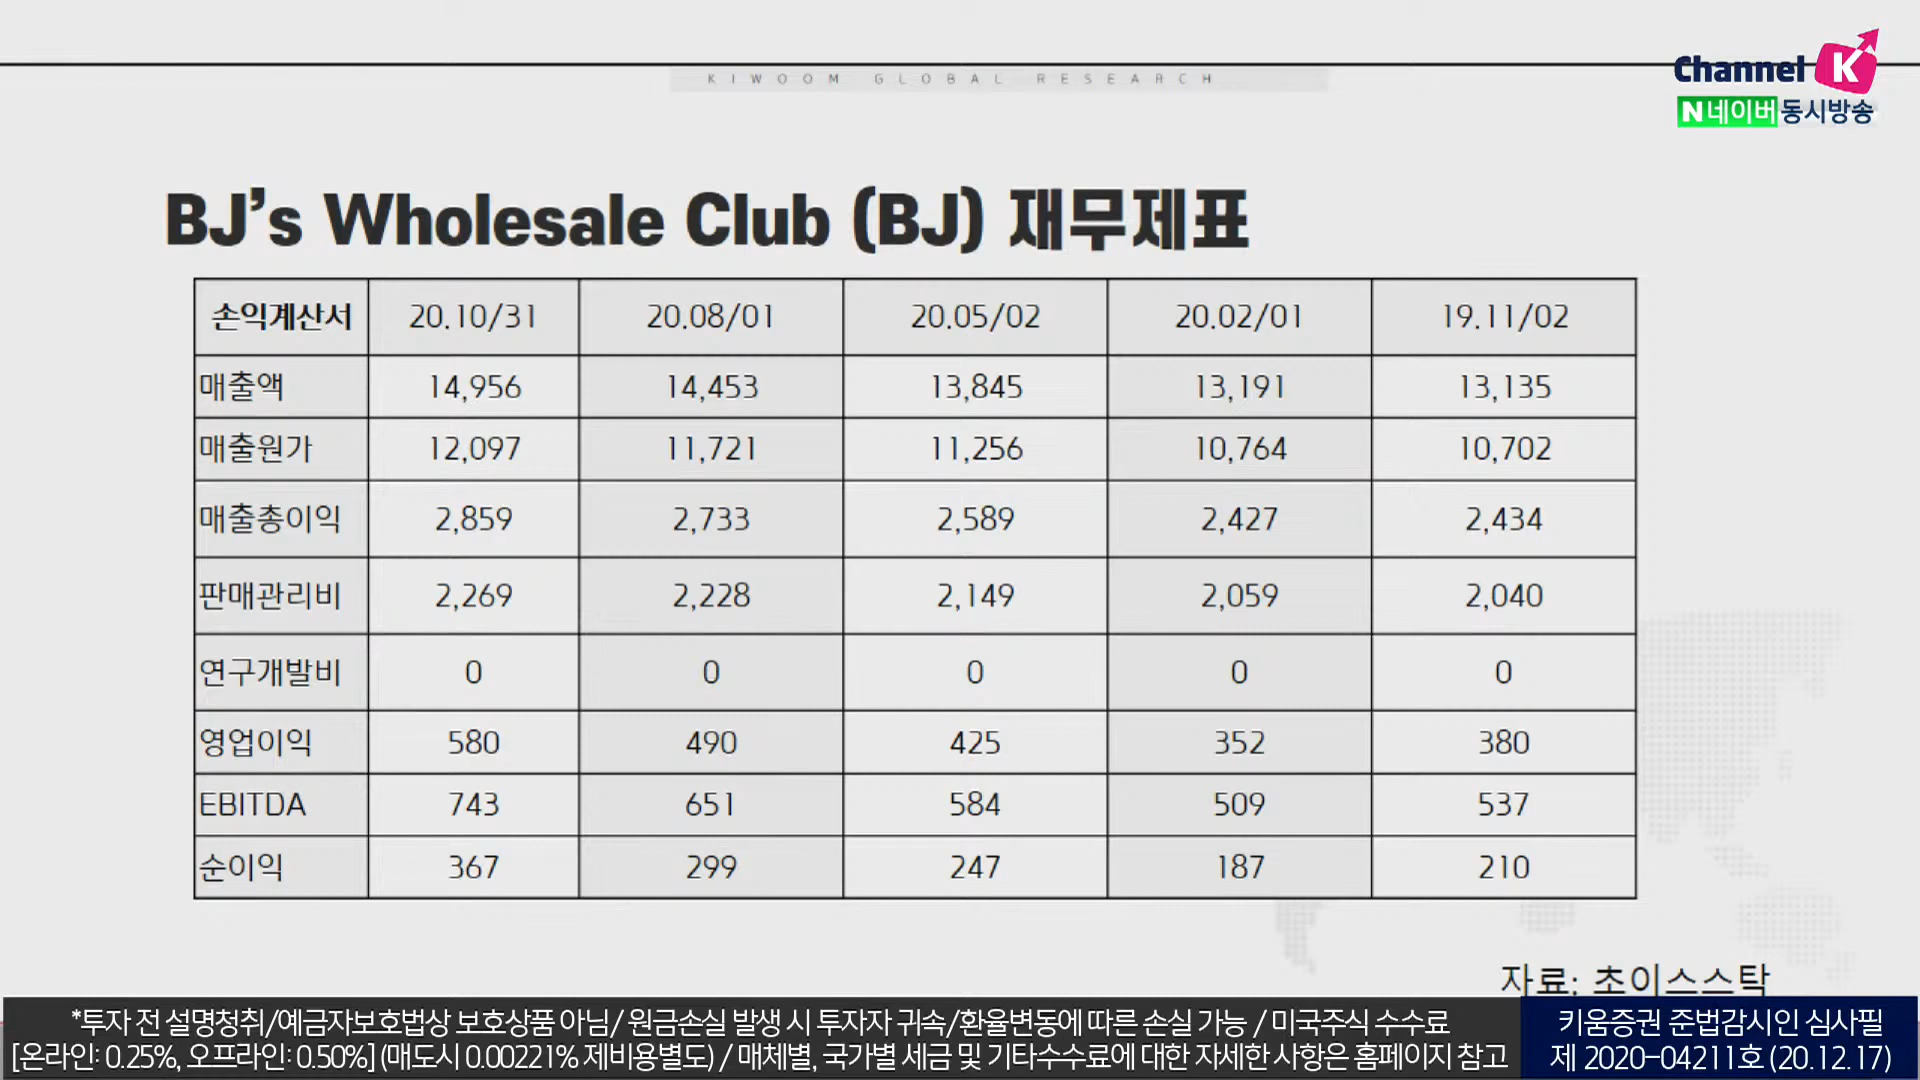 KIWOOM GLOBAL RESEARCH
Channel K
N네이버 동시방송
BJ’s Wholesale Club (BJ) 재무제표
손익계산서 20.10/31 20.08/01 20.05/02 20.02/01 19.11/02
매출액 14,956 14,453 13,845 13,191 13,135
매출원가 12,097 11,721 11,256 10,764 10,702
매출총이익 2,859 2,733 2,589 2,427 2,434
판매관리비 2,269 2,228 2,149 2,059 2,040
연구개발비 0 0 0 0 0
영업이익 580 490 425 352 380
EBITDA 743 651 584 509 537
순이익 367 299 247 187 210
자료: 초이스스탁
*투자 전 설명청취/예금자보호법상 보호상품 아님/ 원금손실 발생 시 투자자 귀속/환율변동에 따른 손실 가능 / 미국주식 수수료
[온라인: 0.25%, 오프라인: 0.50%] (매도시 0.00221% 제비용별도) / 매체별, 국가별 세금 및 기타수수료에 대한 자세한 사항은 홈페이지 참고
키움증권 준법감시인 심사필
제 2020-04211호 (20.12.17)